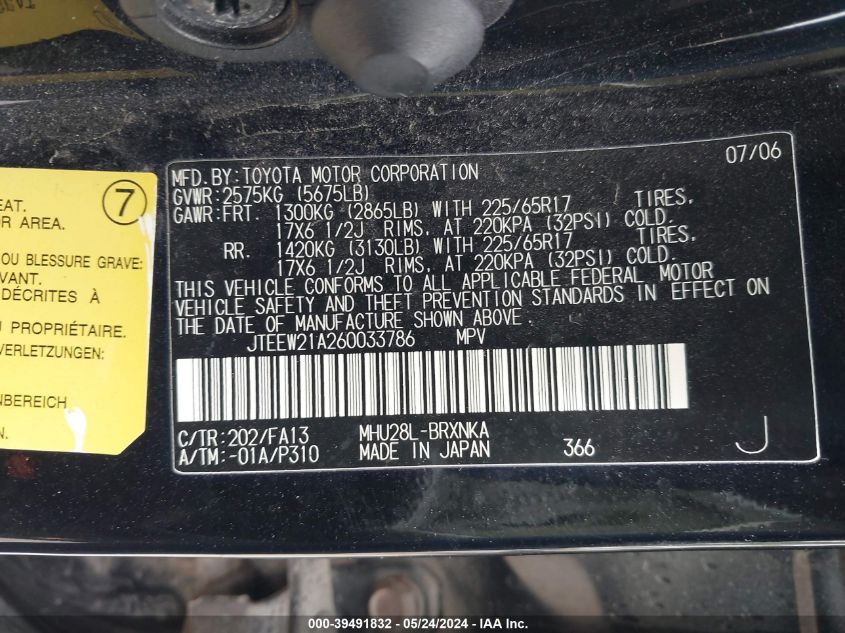 EAT.
R AREA.
7
OU BLESSURE GRAVE:
VANT.
DÉCRITES À
U PROPRIÉTAIRE.
VERLETZUNGEN:
NBEREICH
N.
07/06
MFD.BY:TOYOTA MOTOR CORPORATION
GVWR:2575KG (5675LB)
GAWR:FRT. 1300KG (2865LB) WITH 225/65R17 TIRES,
17X6 1/2J RIMS, AT 220KPA (32PSI) COLD.
RR. 1420KG (3130LB) WITH 225/65R17 TIRES,
17X6 1/2J RIMS, AT 220KPA (32PSI) COLD.
THIS VEHICLE CONFORMS TO ALL APPLICABLE FEDERAL MOTOR
VEHICLE SAFETY AND THEFT PREVENTION STANDARDS IN EFFECT ON
THE DATE OF MANUFACTURE SHOWN ABOVE.
JTEEW21A260033786 MPV
C/TR:202/FA13 MHU28L-BRXNKA
A/TM:-01A/P310 MADE IN JAPAN 366 J
000-39491832 - 05/24/2024 - IAA